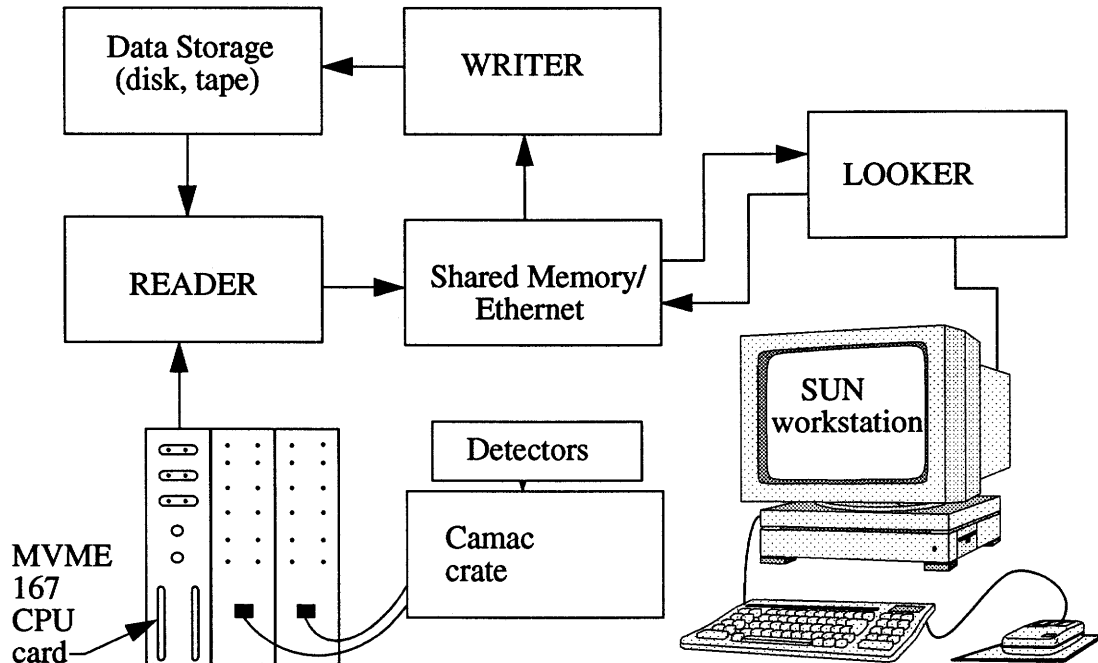 Data Storage
(disk, tape)
WRITER
LOOKER
READER
Shared Memory/
Ethernet
SUN
workstation
Detectors
Camac
crate
MVME
167
CPU
card